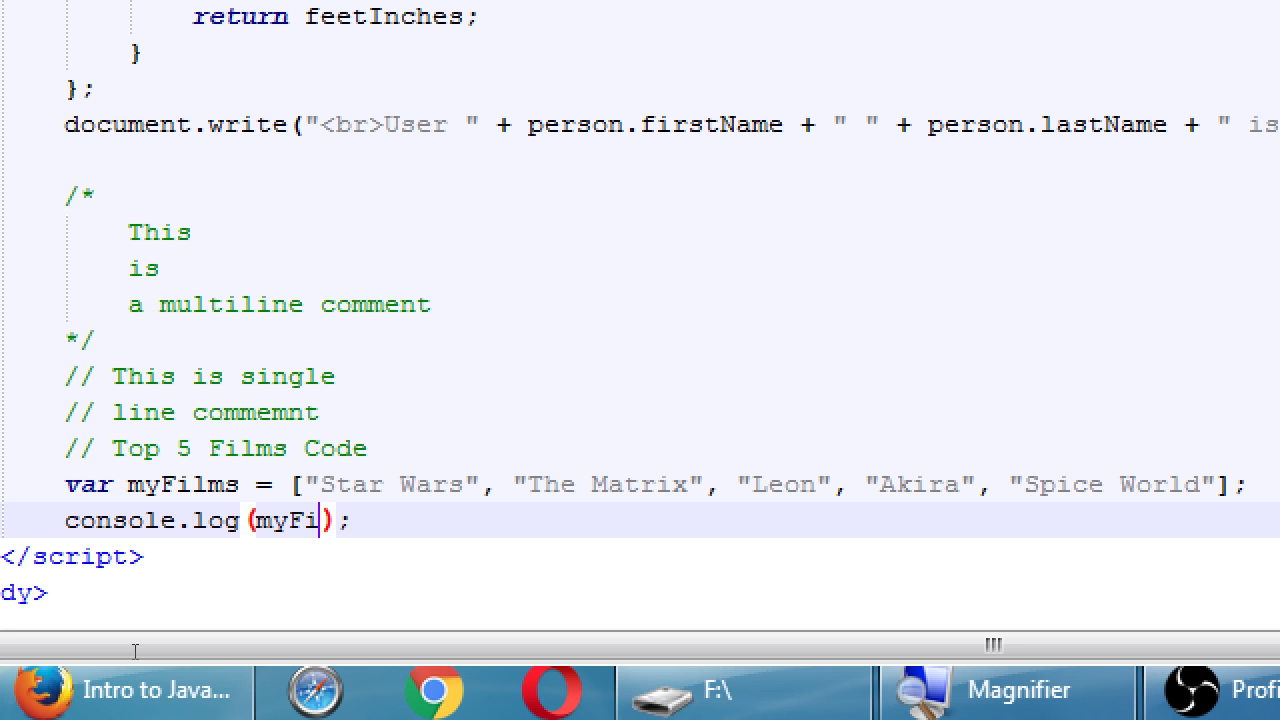 return feetInches;
}
};
document.write("<br>User " + person.firstName + " " + person.lastName + " is
/*
This
is
a multiline comment
*/
// This is single
// line commemnt
// Top 5 Films Code
var myFilms = ["Star Wars", "The Matrix", "Leon", "Akira", "Spice World"];
console.log(myFi);
</script>
dy>
Intro to Java... F:\ Magnifier Profi